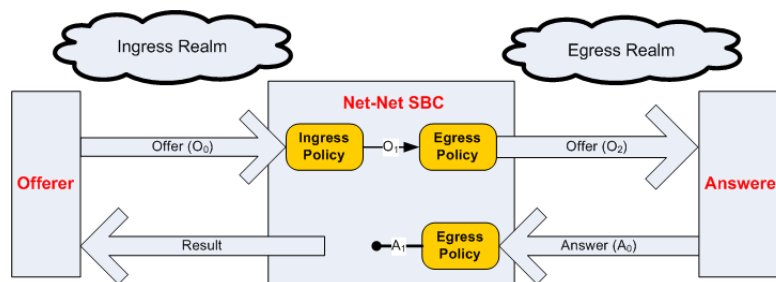 Ingress Realm
Egress Realm
Net-Net SBC
Offer (O₀)
Ingress
Policy
O₁
Egress
Policy
Offer (O₂)
Offerer
Answere
Result
A₁
Egress
Policy
Answer (A₀)